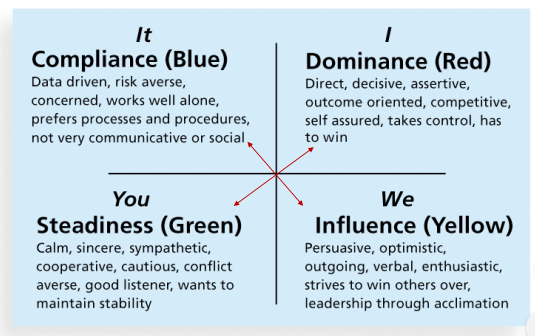 It
Compliance (Blue)
Data driven, risk averse,
concerned, works well alone,
prefers processes and procedures,
not very communicative or social
I
Dominance (Red)
Direct, decisive, assertive,
outcome oriented, competitive,
self assured, takes control, has
to win
You
Steadiness (Green)
Calm, sincere, sympathetic,
cooperative, cautious, conflict
averse, good listener, wants to
maintain stability
We
Influence (Yellow)
Persuasive, optimistic,
outgoing, verbal, enthusiastic,
strives to win others over,
leadership through acclimation